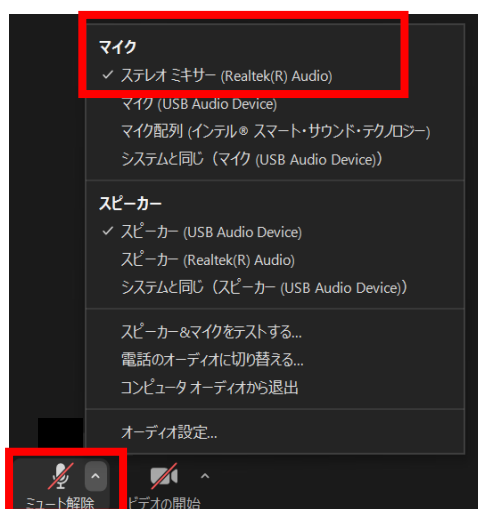 マイク
ステレオ ミキサー (Realtek(R) Audio)
マイク (USB Audio Device)
マイク配列 (インテル® スマート・サウンド・テクノロジー)
システムと同じ (マイク (USB Audio Device))
スピーカー
スピーカー (USB Audio Device)
スピーカー (Realtek(R) Audio)
システムと同じ (スピーカー (USB Audio Device))
スピーカー&マイクをテストする...
電話のオーディオに切り替える...
コンピュータ オーディオから退出
オーディオ設定...
ミュート解除 ビデオの開始